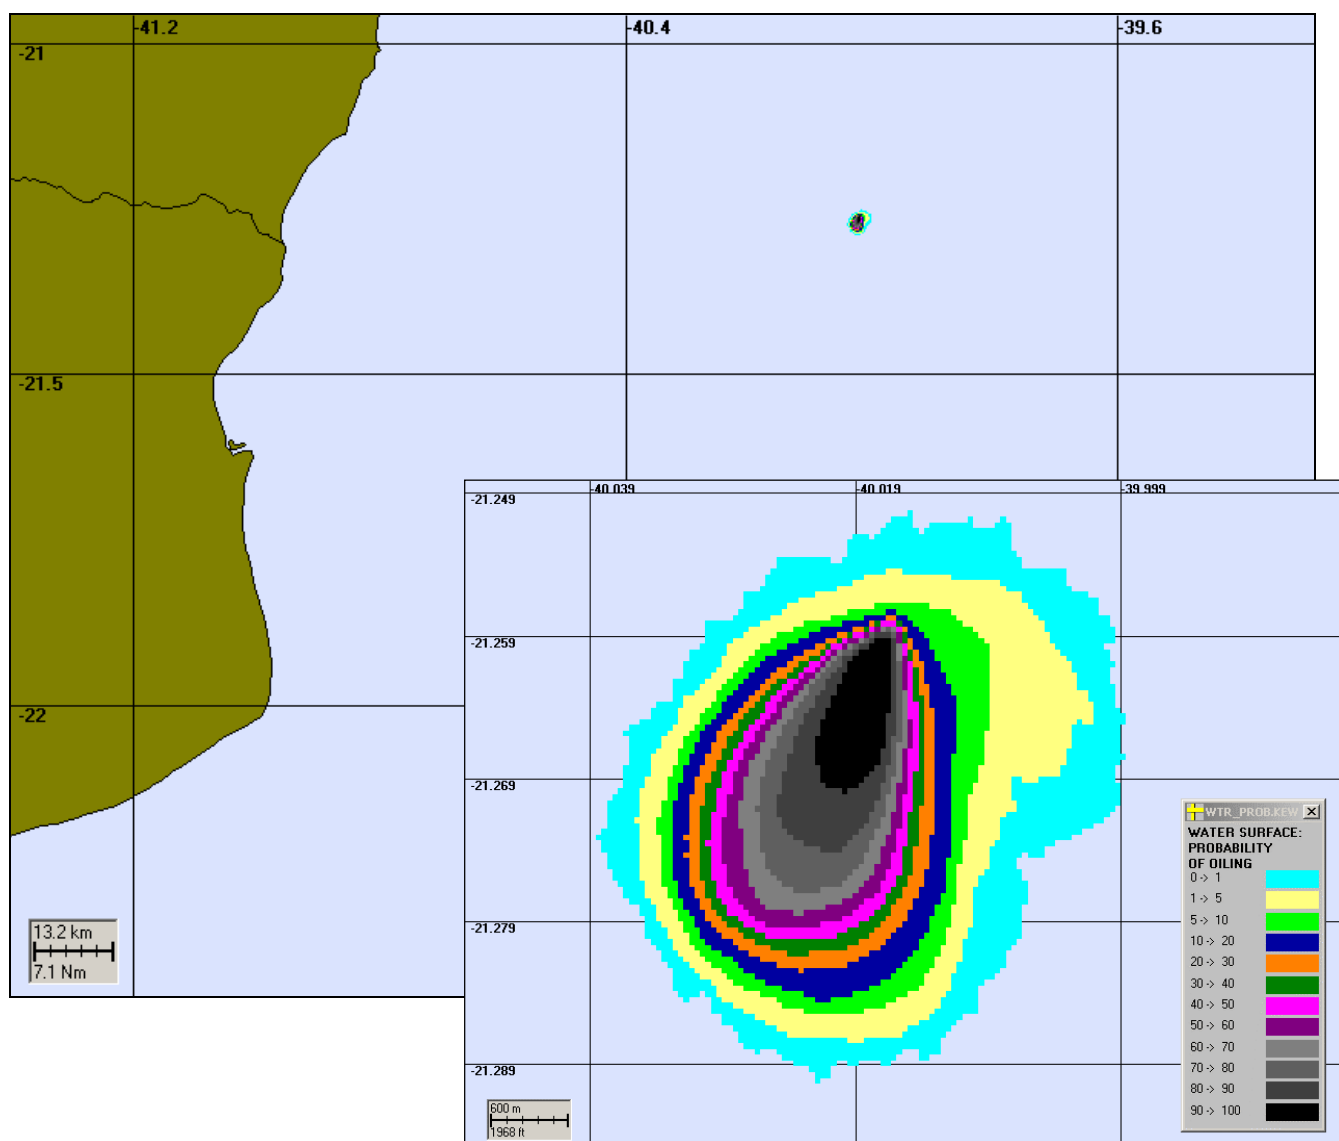 -41.2
-40.4
-39.6
-21
-21.5
-22
13.2 km
7.1 Nm
-40.039
-40.019
-39.999
-21.249
-21.259
-21.269
-21.279
-21.289
600 m
1968 ft
WTR_PROB.KEW
WATER SURFACE:
PROBABILITY
OF OILING
0 -> 1
1 -> 5
5 -> 10
10 -> 20
20 -> 30
30 -> 40
40 -> 50
50 -> 60
60 -> 70
70 -> 80
80 -> 90
90 -> 100